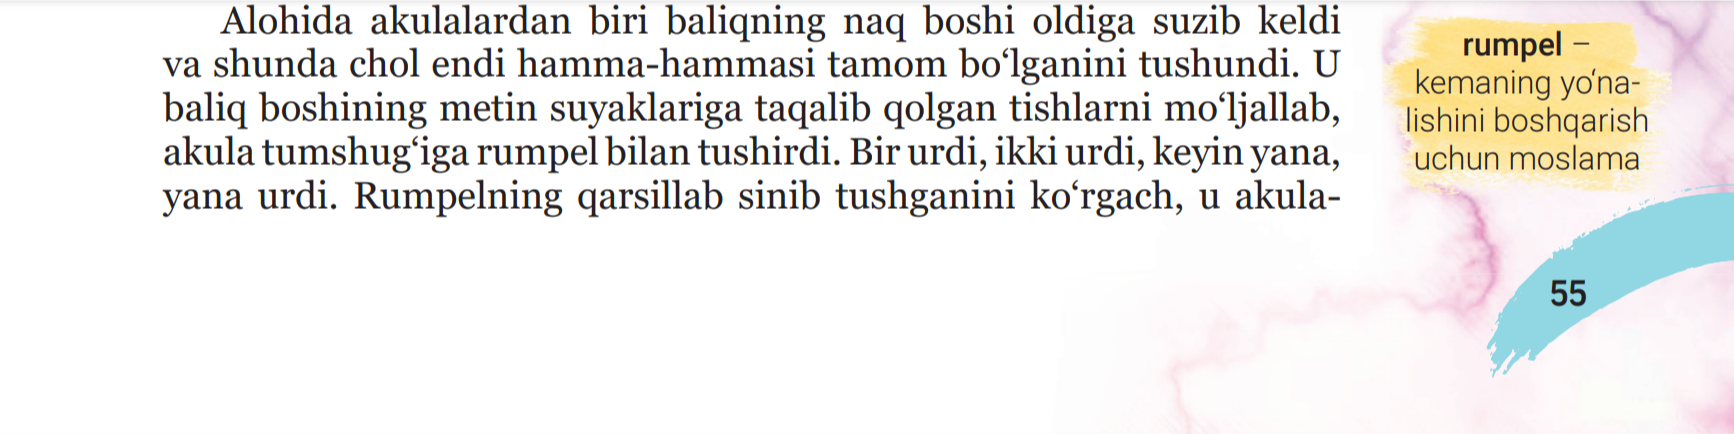 Alohida akulalardan biri baliqning naq boshi oldiga suzib keldi
va shunda chol endi hamma-hammasi tamom bo‘lganini tushundi. U
baliq boshining metin suyaklariga taqalib qolgan tishlarni mo‘ljallab,
akula tumshug‘iga rumpel bilan tushirdi. Bir urdi, ikki urdi, keyin yana,
yana urdi. Rumpelning qarsillab sinib tushganini ko‘rgach, u akula-
rumpel –
kemaning yo‘na-
lishini boshqarish
uchun moslama
55